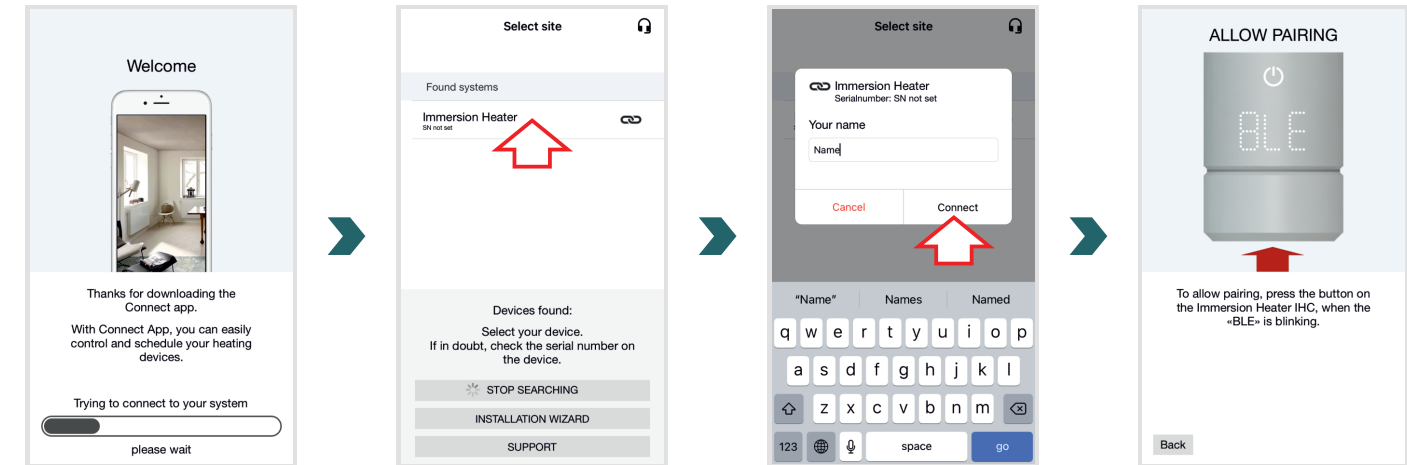 Welcome
Thanks for downloading the
Connect app.
With Connect App, you can easily
control and schedule your heating
devices.
Trying to connect to your system
please wait
Select site
Found systems
Immersion Heater
SN not set
Devices found:
Select your device.
If in doubt, check the serial number on
the device.
STOP SEARCHING
INSTALLATION WIZARD
SUPPORT
Select site
Immersion Heater
Serialnumber: SN not set
Your name
Name
Cancel
Connect
“Name” Names Named
q w e r t y u i o p
a s d f g h j k l
z x c v b n m
123 space go
ALLOW PAIRING
BLE
To allow pairing, press the button on
the Immersion Heater IHC, when the
«BLE» is blinking.
Back